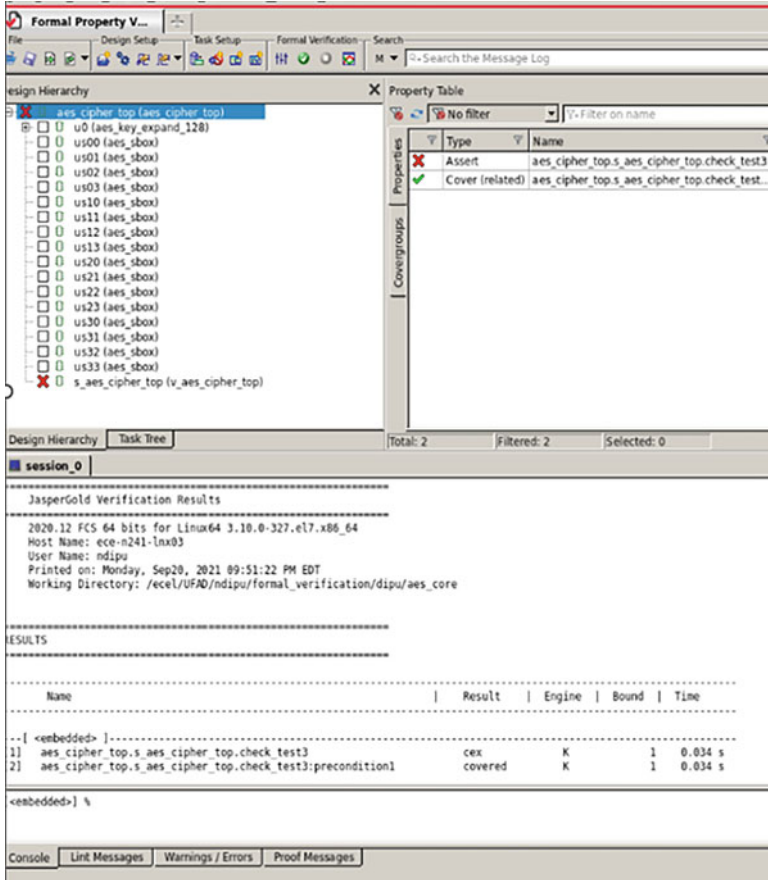 Formal Property V...
File Design Setup Task Setup Formal Verification Search
M Search the Message Log
esign Hierarchy
aes_cipher_top (aes_cipher_top)
u0 (aes_key_expand_128)
us00 (aes_sbox)
us01 (aes_sbox)
us02 (aes_sbox)
us03 (aes_sbox)
us10 (aes_sbox)
us11 (aes_sbox)
us12 (aes_sbox)
us13 (aes_sbox)
us20 (aes_sbox)
us21 (aes_sbox)
us22 (aes_sbox)
us23 (aes_sbox)
us30 (aes_sbox)
us31 (aes_sbox)
us32 (aes_sbox)
us33 (aes_sbox)
s_aes_cipher_top (v_aes_cipher_top)
Design Hierarchy Task Tree
Property Table
No filter Filter on name
Type Name
Assert aes_cipher_top.s_aes_cipher_top.check_test3
Cover (related) aes_cipher_top.s_aes_cipher_top.check_test...
Properties
Covergroups
Total: 2 Filtered: 2 Selected: 0
session_0
==============================================================
JasperGold Verification Results
==============================================================
2020.12 FCS 64 bits for Linux64 3.10.0-327.el7.x86_64
Host Name: ece-n241-lnx03
User Name: ndipu
Printed on: Monday, Sep20, 2021 09:51:22 PM EDT
Working Directory: /ecel/UFAD/ndipu/formal_verification/dipu/aes_core
==============================================================
ESULTS
==============================================================
Name | Result | Engine | Bound | Time
--[ <embedded> ]--
1] aes_cipher_top.s_aes_cipher_top.check_test3 cex K 1 0.034 s
2] aes_cipher_top.s_aes_cipher_top.check_test3:precondition1 covered K 1 0.034 s
<embedded>] %
Console Lint Messages Warnings / Errors Proof Messages